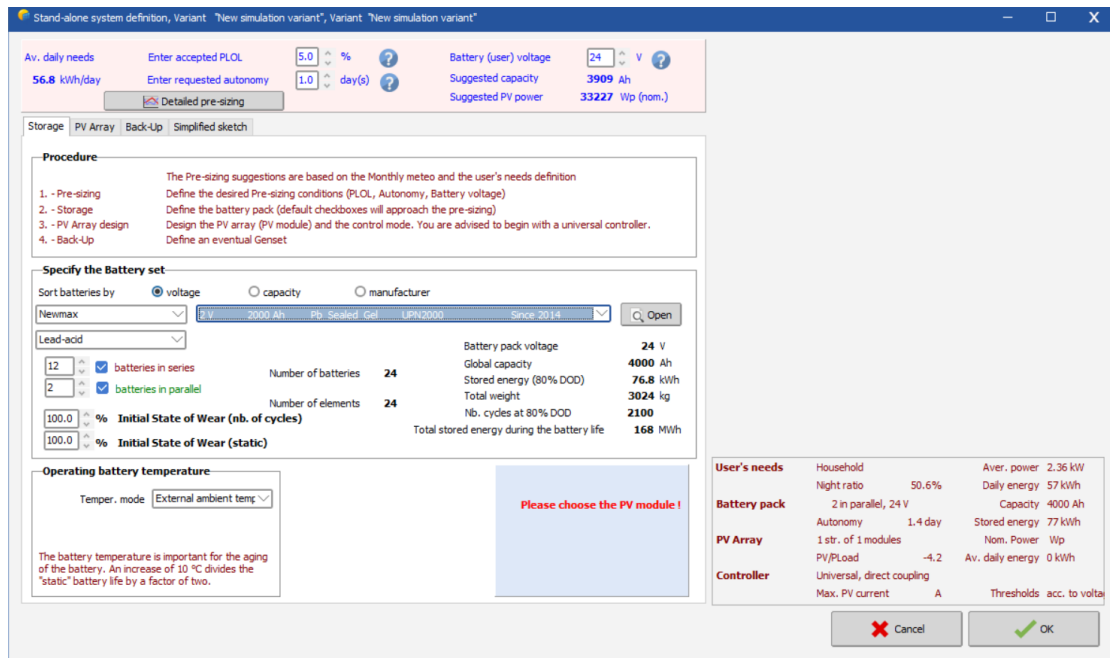 Stand-alone system definition, Variant "New simulation variant", Variant "New simulation variant"
Av. daily needs
56.8 kWh/day
Enter accepted PLOL 5.0 %
Enter requested autonomy 1.0 day(s)
Detailed pre-sizing
Battery (user) voltage 24 V
Suggested capacity 3909 Ah
Suggested PV power 33227 Wp (nom.)
Storage PV Array Back-Up Simplified sketch
Procedure
The Pre-sizing suggestions are based on the Monthly meteo and the user's needs definition
1. - Pre-sizing Define the desired Pre-sizing conditions (PLOL, Autonomy, Battery voltage)
2. - Storage Define the battery pack (default checkboxes will approach the pre-sizing)
3. - PV Array design Design the PV array (PV module) and the control mode. You are advised to begin with a universal controller.
4. - Back-Up Define an eventual Genset
Specify the Battery set
Sort batteries by voltage capacity manufacturer
Newmax 2 V 2000 Ah Pb Sealed Gel UPN2000 Since 2014 Open
Lead-acid
12 batteries in series
2 batteries in parallel
Number of batteries 24
Number of elements 24
100.0 % Initial State of Wear (nb. of cycles)
100.0 % Initial State of Wear (static)
Battery pack voltage 24 V
Global capacity 4000 Ah
Stored energy (80% DOD) 76.8 kWh
Total weight 3024 kg
Nb. cycles at 80% DOD 2100
Total stored energy during the battery life 168 MWh
Operating battery temperature
Temper. mode External ambient temp
The battery temperature is important for the aging
of the battery. An increase of 10 °C divides the
"static" battery life by a factor of two.
Please choose the PV module !
User's needs Household Aver. power 2.36 kW
Night ratio 50.6% Daily energy 57 kWh
Battery pack 2 in parallel, 24 V Capacity 4000 Ah
Autonomy 1.4 day Stored energy 77 kWh
PV Array 1 str. of 1 modules Nom. Power Wp
PV/PLoad -4.2 Av. daily energy 0 kWh
Controller Universal, direct coupling
Max. PV current A Thresholds acc. to volta
Cancel OK